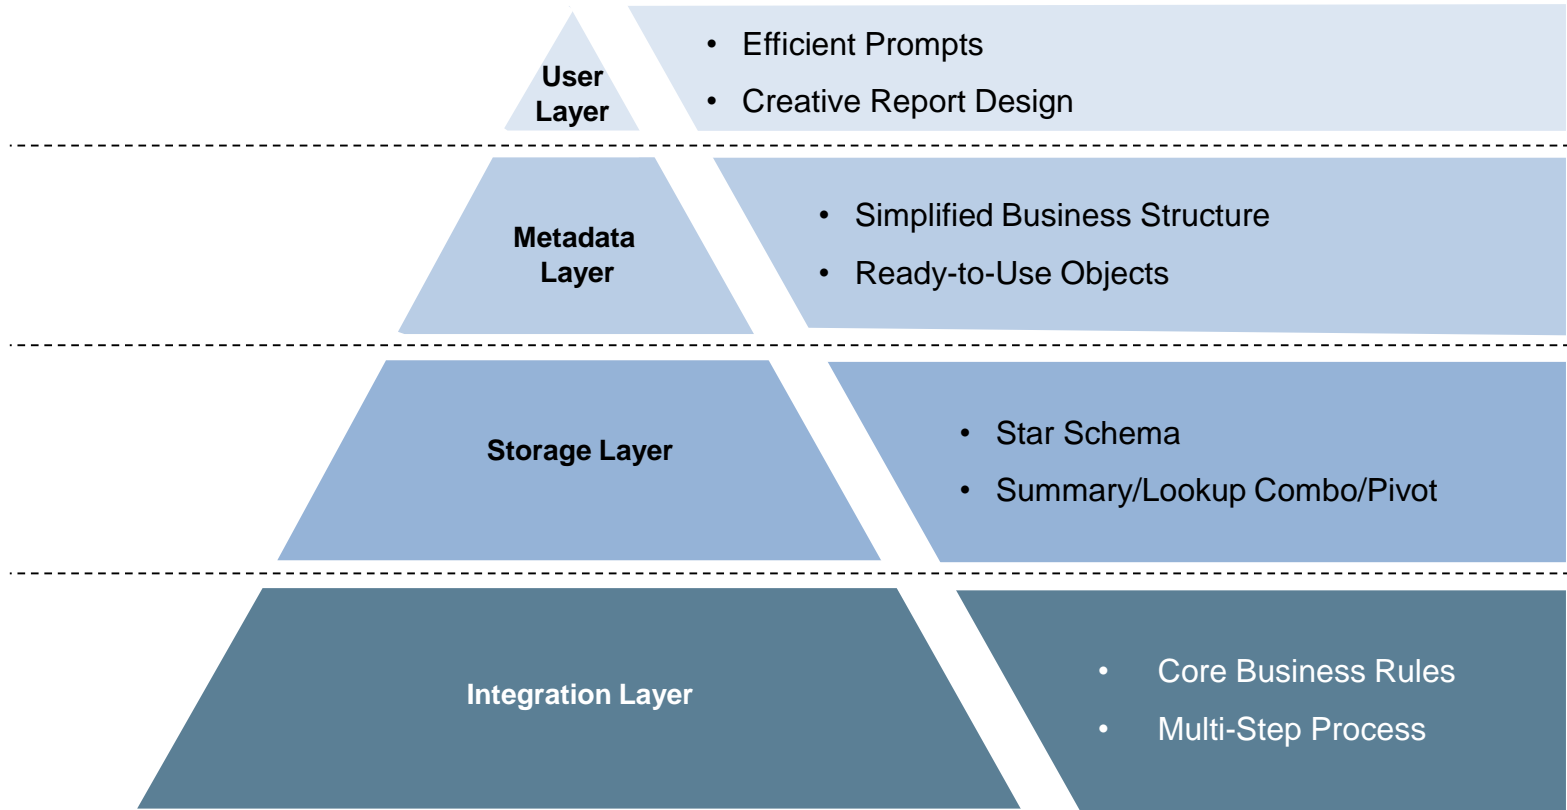 User
Layer
• Efficient Prompts
• Creative Report Design
Metadata
Layer
• Simplified Business Structure
• Ready-to-Use Objects
Storage Layer
• Star Schema
• Summary/Lookup Combo/Pivot
Integration Layer
• Core Business Rules
• Multi-Step Process